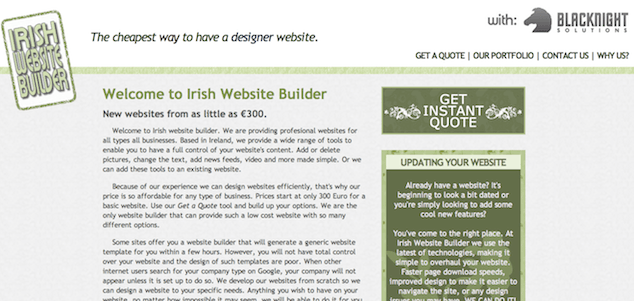 IRISH
WEBSITE
BUILDER
The cheapest way to have a designer website.
with: BLACKNIGHT
SOLUTIONS
GET A QUOTE | OUR PORTFOLIO | CONTACT US | WHY US?
Welcome to Irish Website Builder
New websites from as little as €300.
Welcome to Irish website builder. We are providing profesional websites for
all types all businesses. Based in Ireland, we provide a wide range of tools to
enable you to have a full control of your website's content. Add or delete
pictures, change the text, add news feeds, video and more made simple. Or we
can add these tools to an existing website.
Because of our experience we can design websites efficiently, that's why our
price is so affordable for any type of business. Prices start at only 300 Euro for a
basic website. Use our Get a Quote tool and build up your options. We are the
only website builder that can provide such a low cost website with so many
different options.
Some sites offer you a website builder that will generate a generic website
template for you within a few hours. However, you will not have total control
over your website and the design of such templates are poor. When other
internet users search for your company type on Google, your company will not
appear unless it is set up to do so. We develop our websites from scratch so we
can design a website to your specific needs. Anything you wish to have on your
website, no matter how impossible it may seem, we will be able to do it for you
GET
INSTANT
QUOTE
UPDATING YOUR WEBSITE
Already have a website? It's
beginning to look a bit dated or
you're simply looking to add some
cool new features?
You've come to the right place. At
Irish Website Builder we use the
latest of technologies, making it
simple to overhaul your website.
Faster page download speeds,
improved design to make it easier to
navigate the site, or any design
issues you may have, WE CAN DO IT!